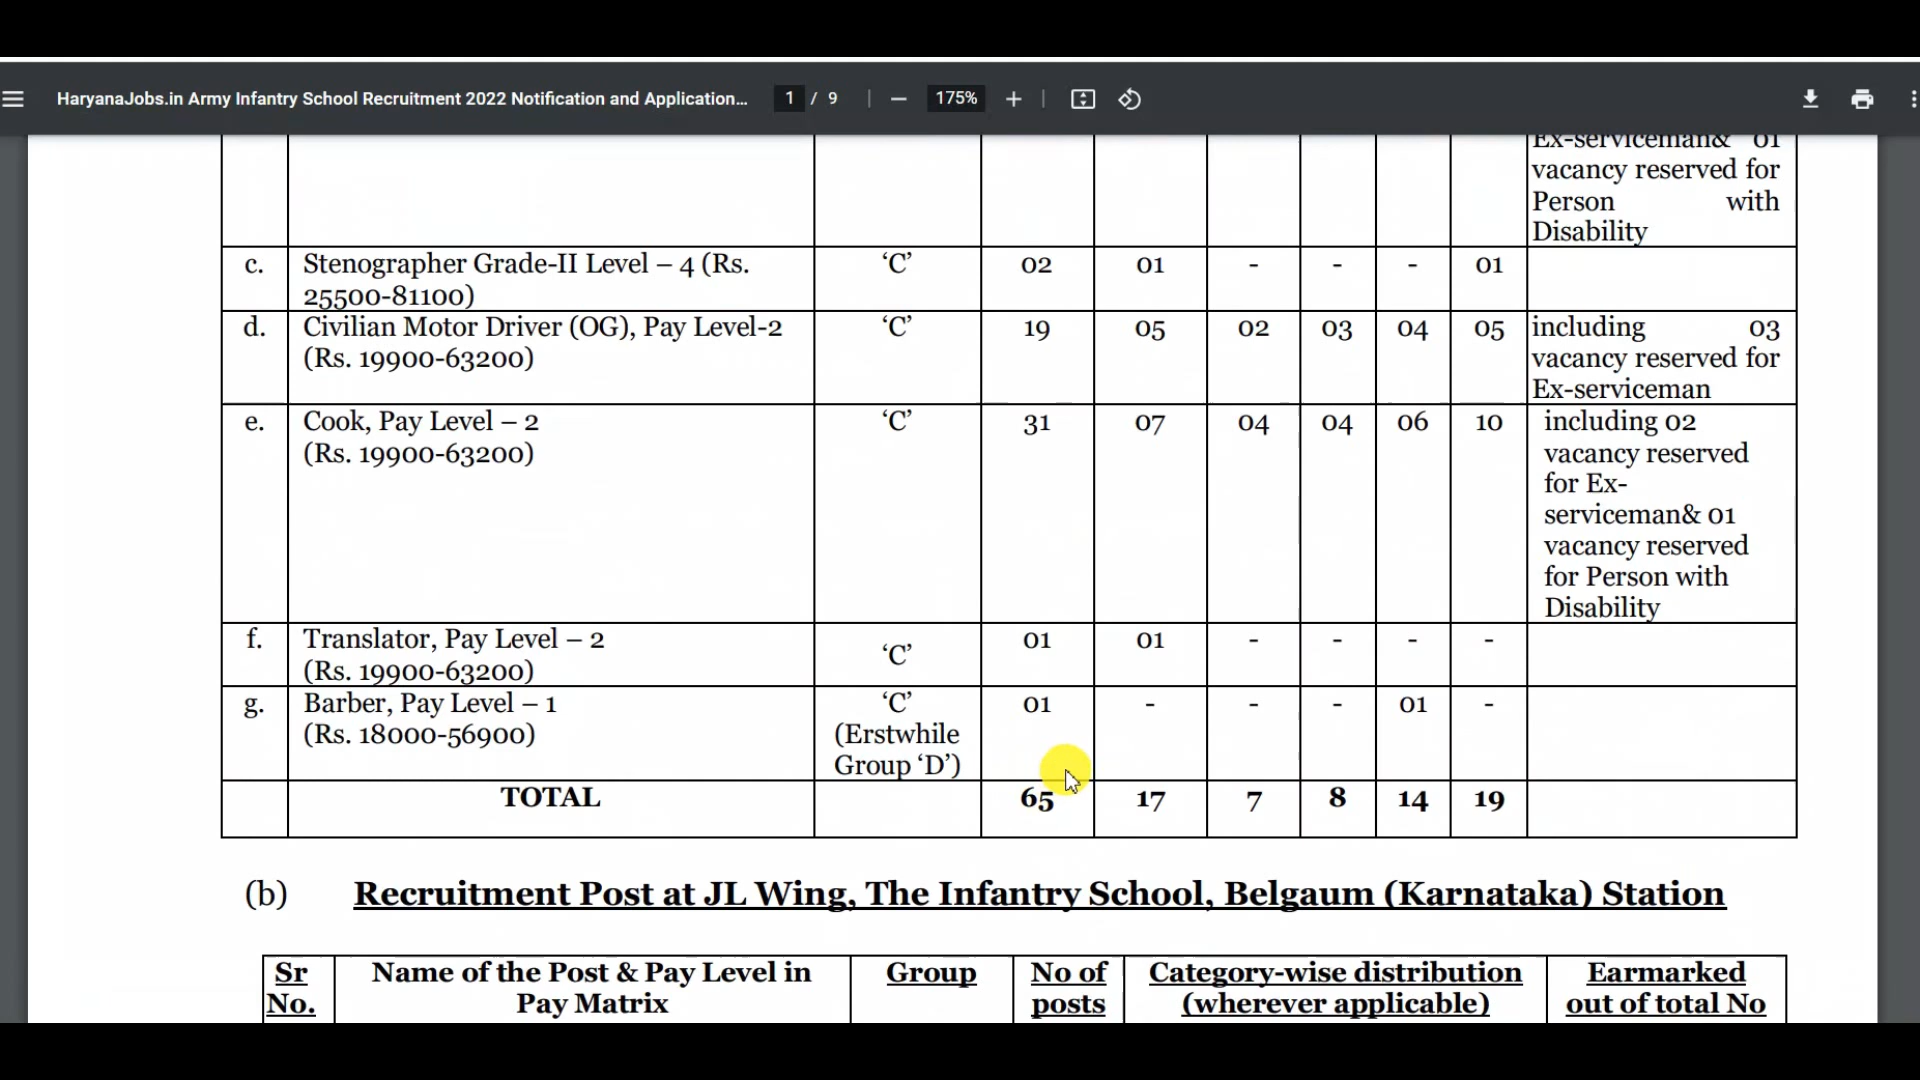 HaryanaJobs.in Army Infantry School Recruitment 2022 Notification and Application... 1 / 9 175%
Ex-serviceman& 01
vacancy reserved for
Person with
Disability
c. Stenographer Grade-II Level – 4 (Rs. ‘C’ 02 01 - - - 01
25500-81100)
d. Civilian Motor Driver (OG), Pay Level-2 ‘C’ 19 05 02 03 04 05 including 03
(Rs. 19900-63200) vacancy reserved for
Ex-serviceman
e. Cook, Pay Level – 2 ‘C’ 31 07 04 04 06 10 including 02
(Rs. 19900-63200) vacancy reserved
for Ex-
serviceman& 01
vacancy reserved
for Person with
Disability
f. Translator, Pay Level – 2 ‘C’ 01 01 - - - -
(Rs. 19900-63200)
g. Barber, Pay Level – 1 ‘C’ 01 - - - 01 -
(Rs. 18000-56900) (Erstwhile
Group ‘D’)
TOTAL 65 17 7 8 14 19
(b) Recruitment Post at JL Wing, The Infantry School, Belgaum (Karnataka) Station
Sr Name of the Post & Pay Level in Group No of Category-wise distribution Earmarked
No. Pay Matrix posts (wherever applicable) out of total No